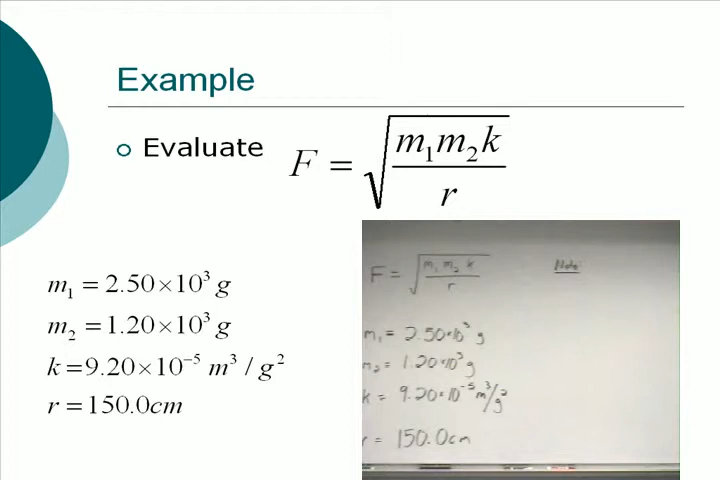 Example
Evaluate F = √(m₁m₂k / r)
m₁ = 2.50×10³ g
m₂ = 1.20×10³ g
k = 9.20×10⁻⁵ m³ / g²
r = 150.0cm
F = √(m₁ m₂ k / r) Note:
m₁ = 2.50×10³ g
m₂ = 1.20×10³ g
k = 9.20×10⁻⁵ m³/g²
r = 150.0cm